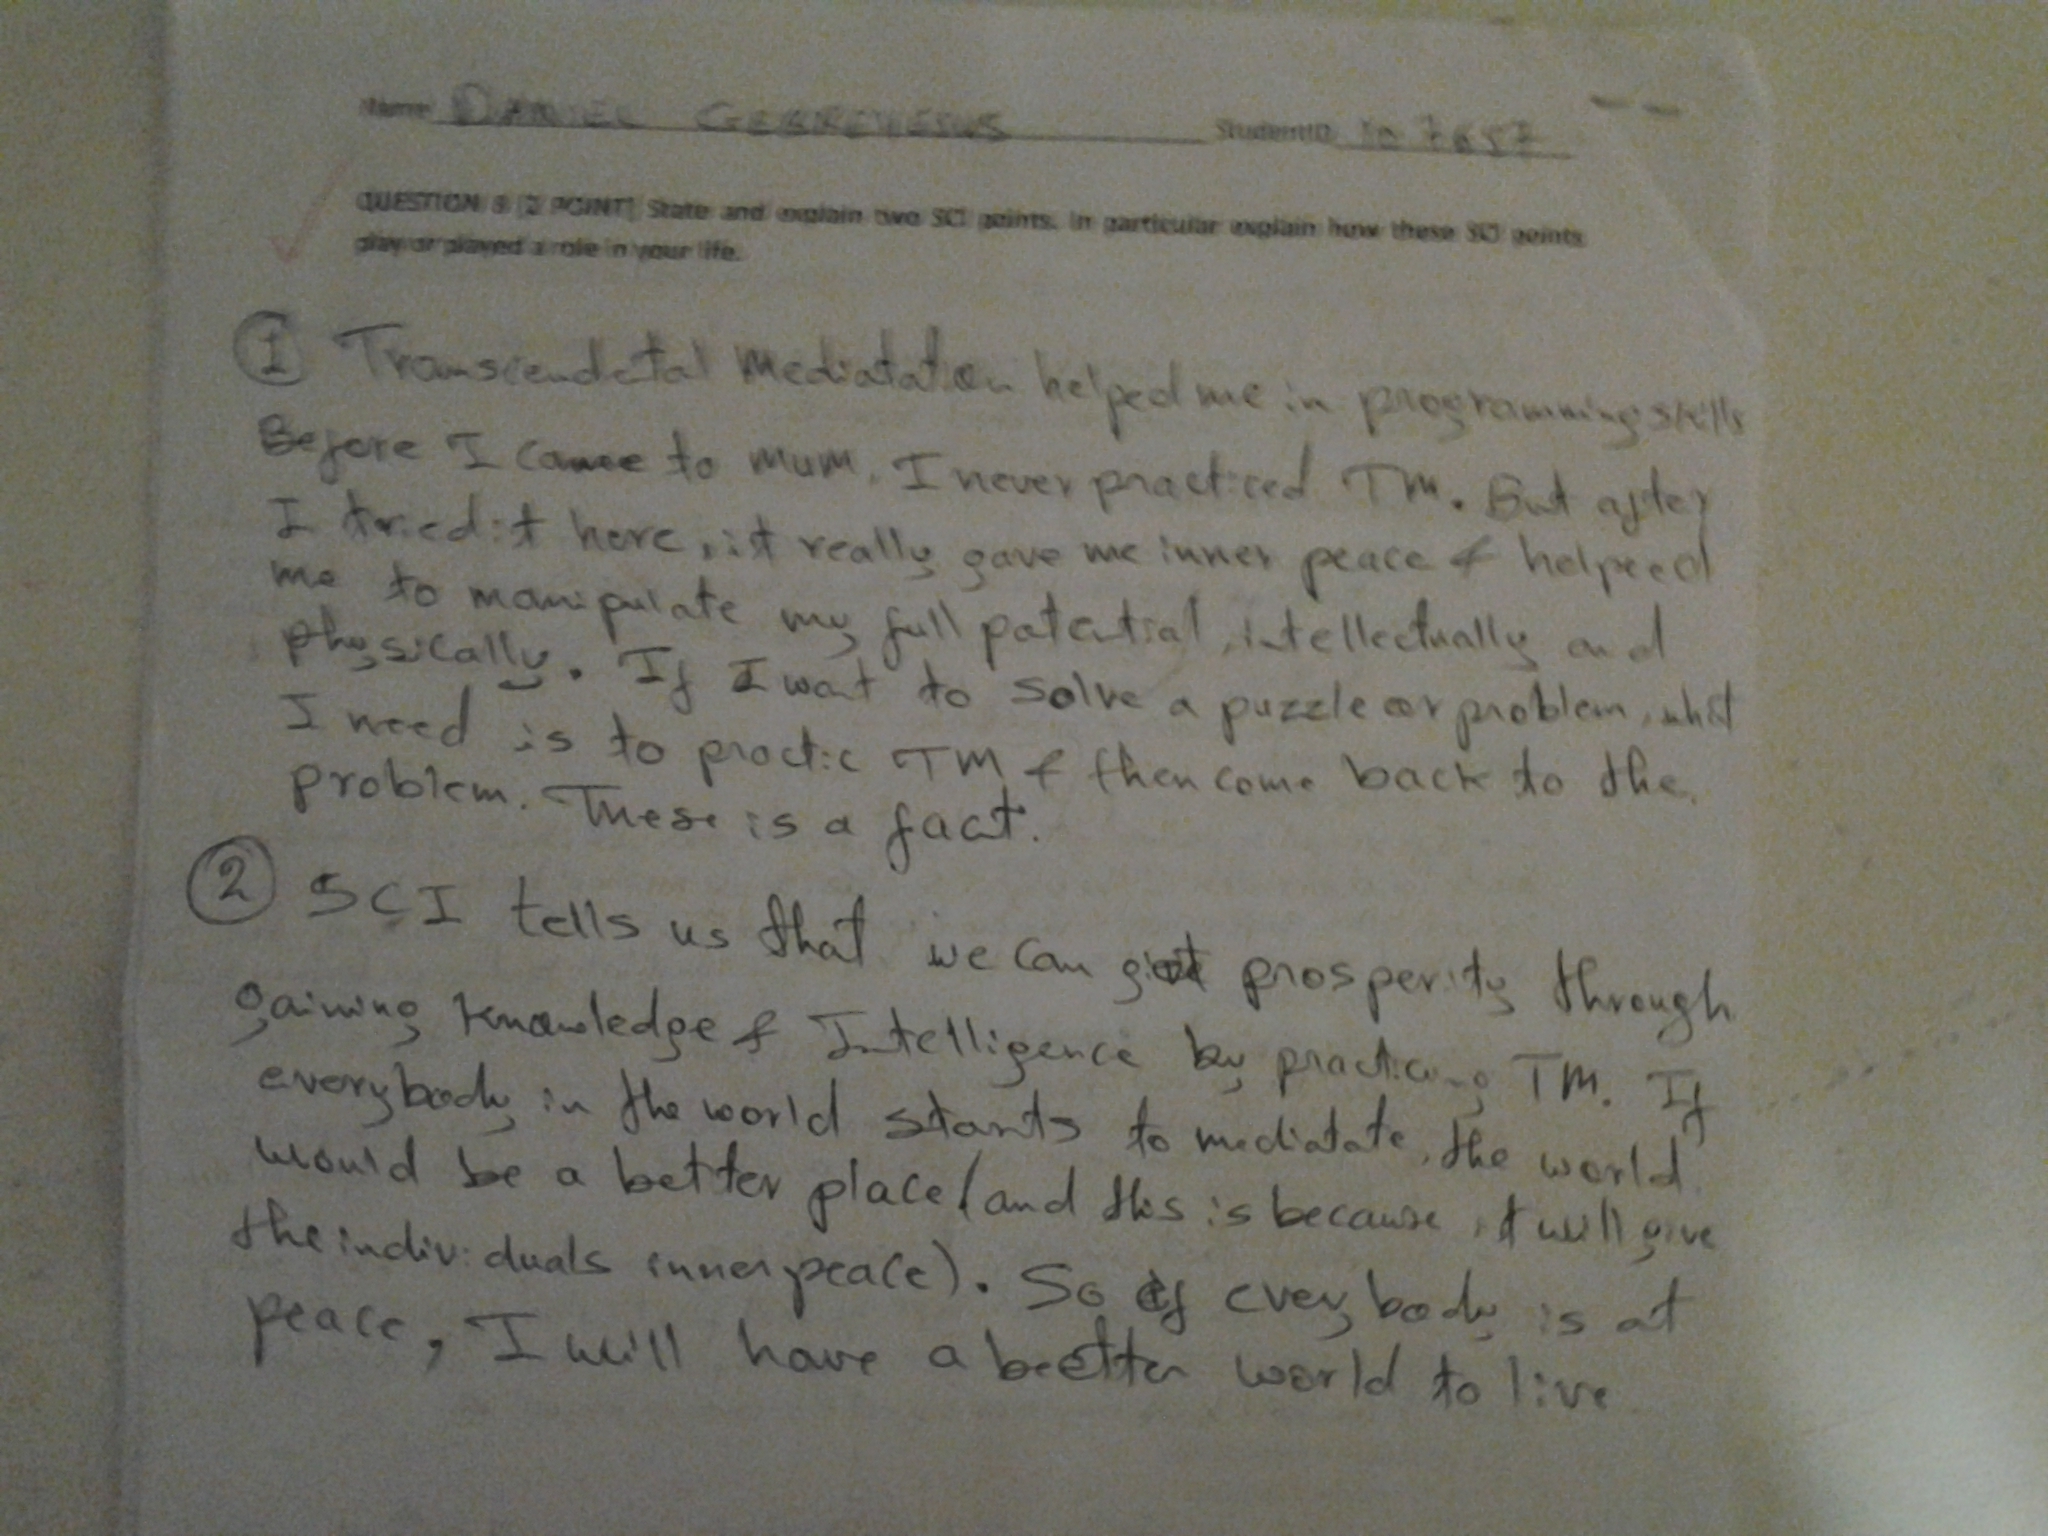 Name DANIEL GEBREYESUS StudentID
QUESTION 8 [2 POINT] State and explain two SCI points. In particular explain how these SCI points
play or played a role in your life.
① Transcendetal Mediatation helped me in programming skills
Before I came to MUM, I never practiced TM. But after
I tried it here, it really gave me inner peace & helpeed
me to manipulate my full potential, intellectually and
physically. If I want to solve a puzzle or problem, what
I need is to practic TM & then come back to the
problem. These is a fact.
② SCI tells us that we can get prosperity through
gaining knowledge & Intelligence by practicing TM. If
everybody in the world starts to mediatate, the world
would be a better place (and this is because it will give
the individuals inner peace). So if everybody is at
peace, I will have a beetter world to live